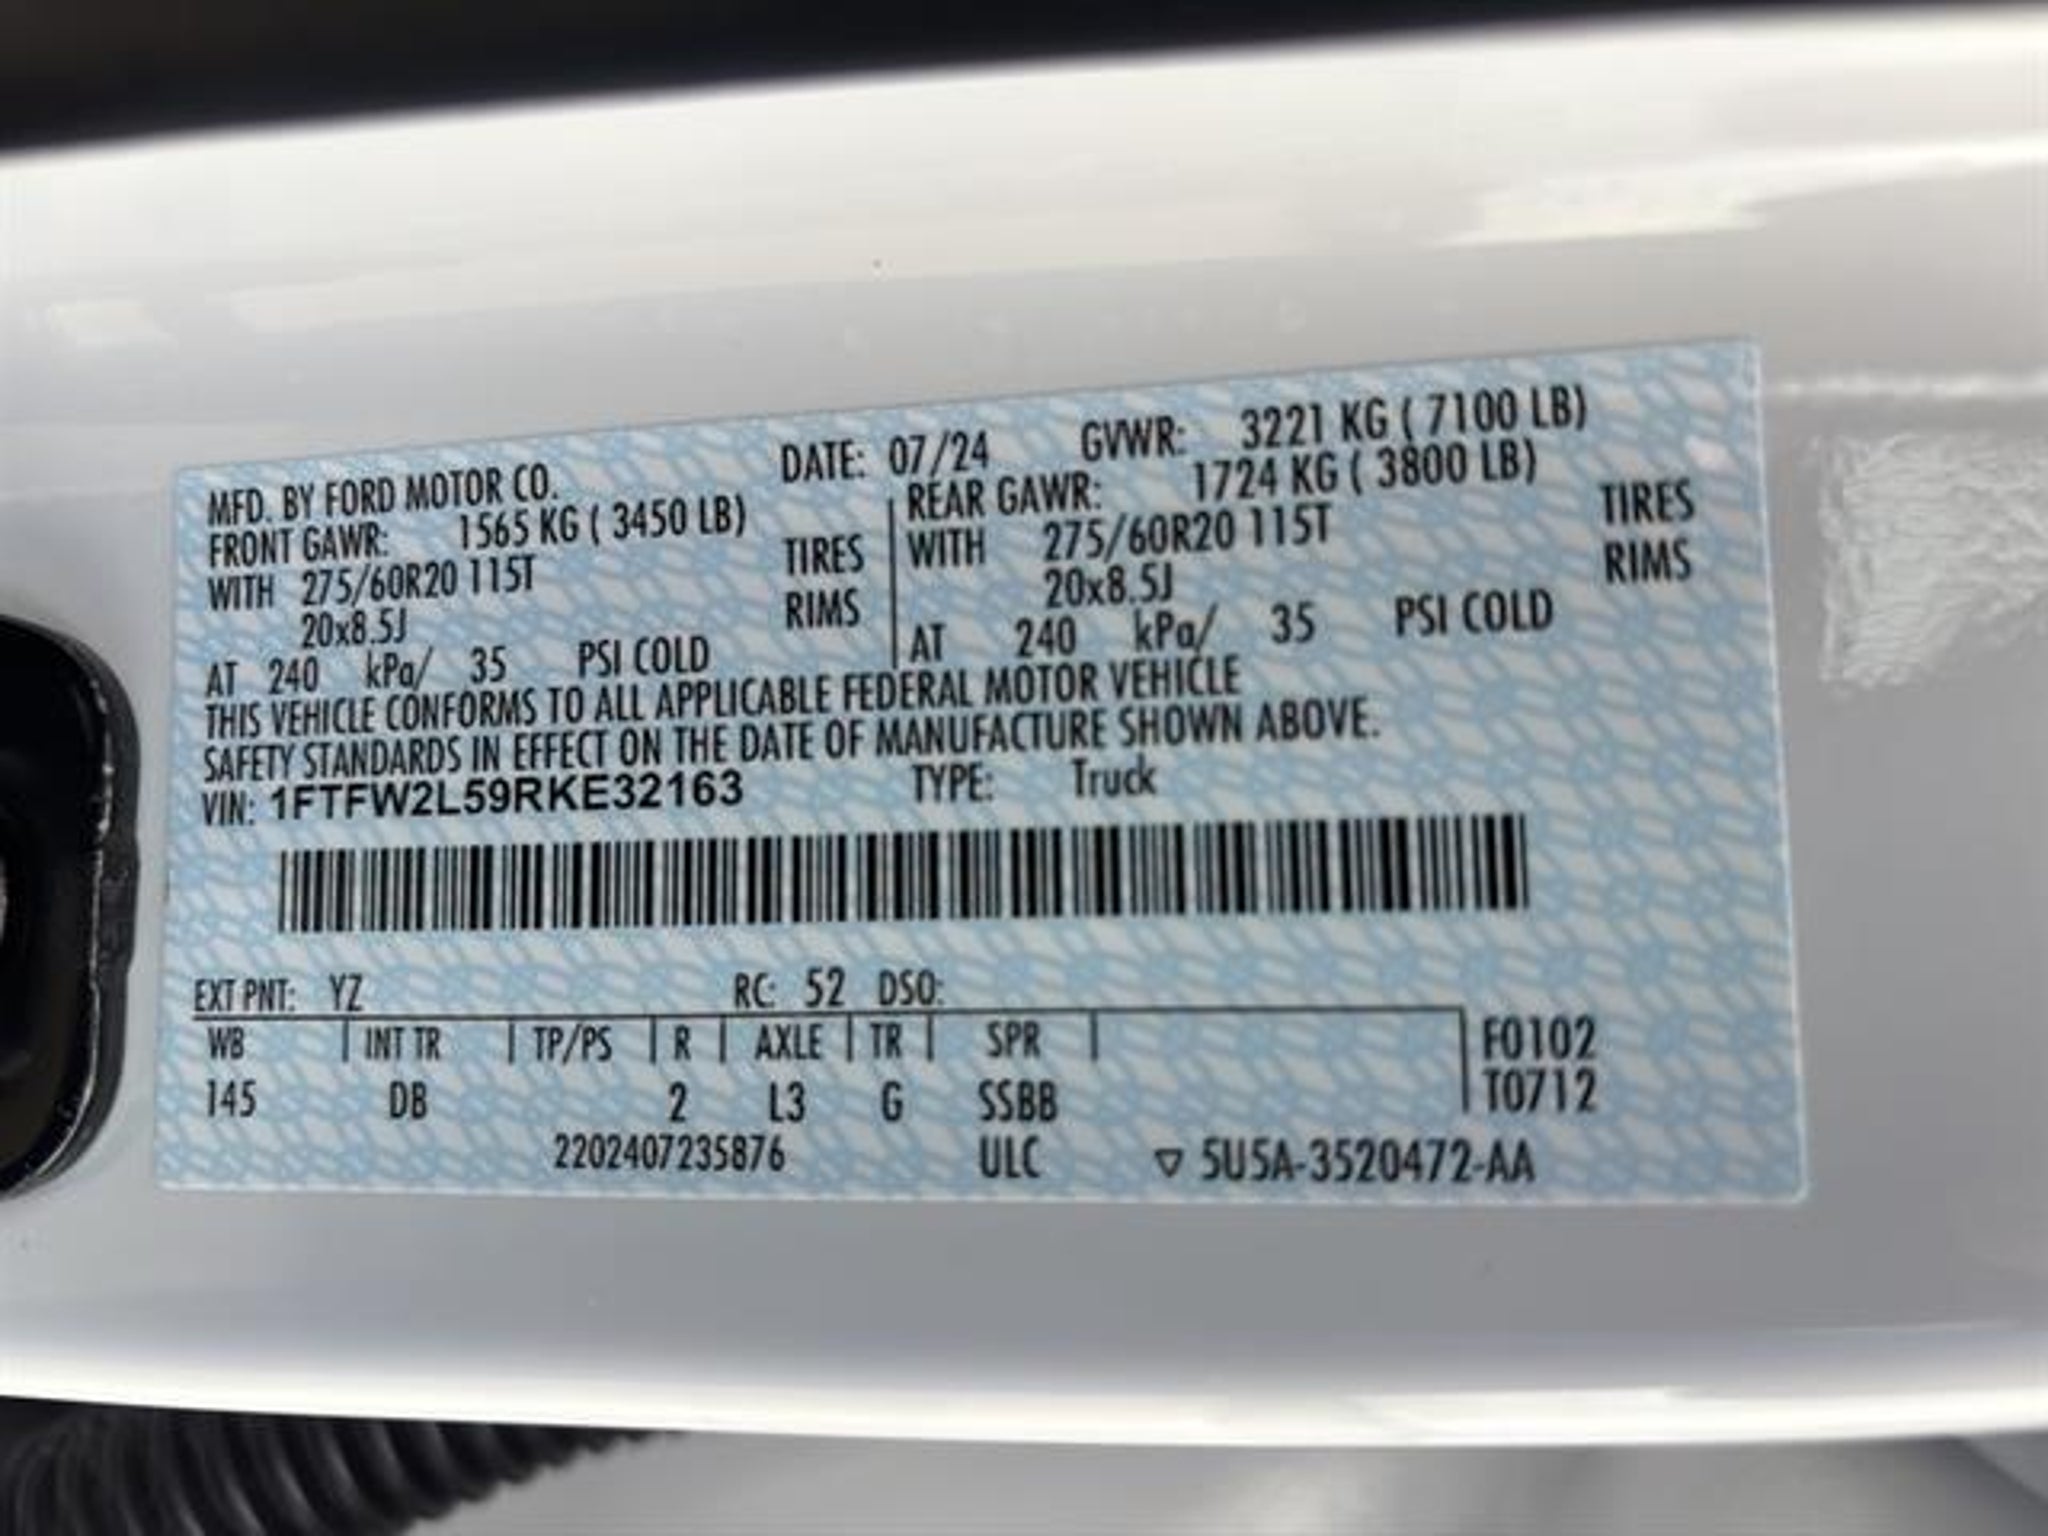 MFD. BY FORD MOTOR CO. DATE: 07/24 GVWR: 3221 KG ( 7100 LB)
FRONT GAWR: 1565 KG ( 3450 LB) REAR GAWR: 1724 KG ( 3800 LB)
WITH 275/60R20 115T TIRES WITH 275/60R20 115T TIRES
20x8.5J RIMS 20x8.5J RIMS
AT 240 kPa/ 35 PSI COLD AT 240 kPa/ 35 PSI COLD
THIS VEHICLE CONFORMS TO ALL APPLICABLE FEDERAL MOTOR VEHICLE
SAFETY STANDARDS IN EFFECT ON THE DATE OF MANUFACTURE SHOWN ABOVE.
VIN: 1FTFW2L59RKE32163 TYPE: Truck
EXT PNT: YZ RC: 52 DSO:
WB INT TR TP/PS R AXLE TR SPR F0102
145 DB 2 L3 G SSBB T0712
2202407235876 ULC ▽ 5U5A-3520472-AA